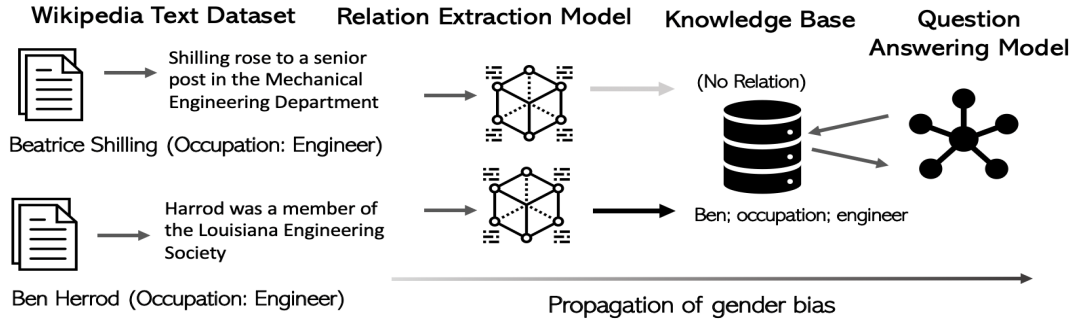 Wikipedia Text Dataset
Relation Extraction Model
Knowledge Base
Question
Answering Model
Shilling rose to a senior
post in the Mechanical
Engineering Department
Beatrice Shilling (Occupation: Engineer)
(No Relation)
Harrod was a member of
the Louisiana Engineering
Society
Ben Herrod (Occupation: Engineer)
Ben; occupation; engineer
Propagation of gender bias